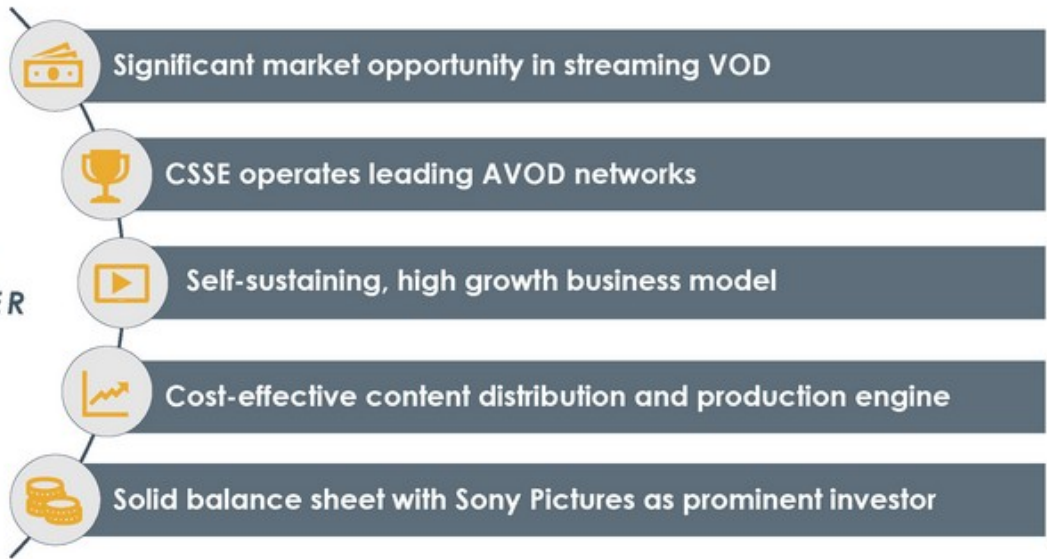 Significant market opportunity in streaming VOD
CSSE operates leading AVOD networks
Self-sustaining, high growth business model
ER
Cost-effective content distribution and production engine
Solid balance sheet with Sony Pictures as prominent investor